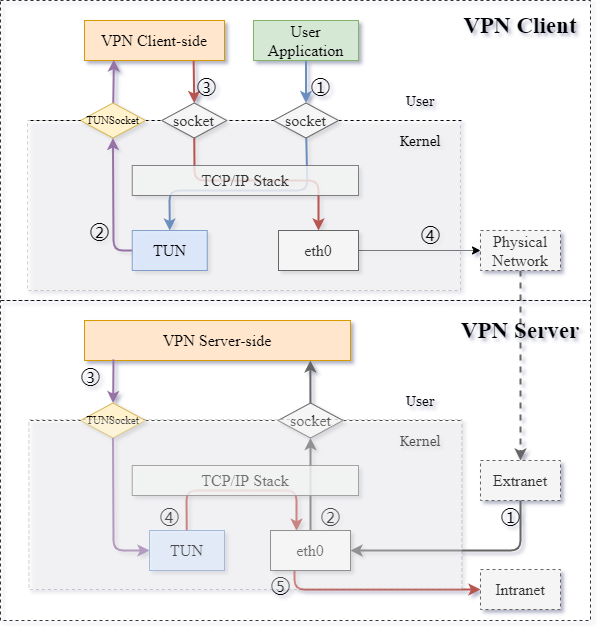 VPN Client
VPN Client-side
User
Application
③
①
TUNSocket
socket
socket
User
Kernel
TCP/IP Stack
②
TUN
eth0
④
Physical
Network
VPN Server
VPN Server-side
③
TUNSocket
socket
User
Kernel
TCP/IP Stack
Extranet
④
②
①
TUN
eth0
⑤
Intranet